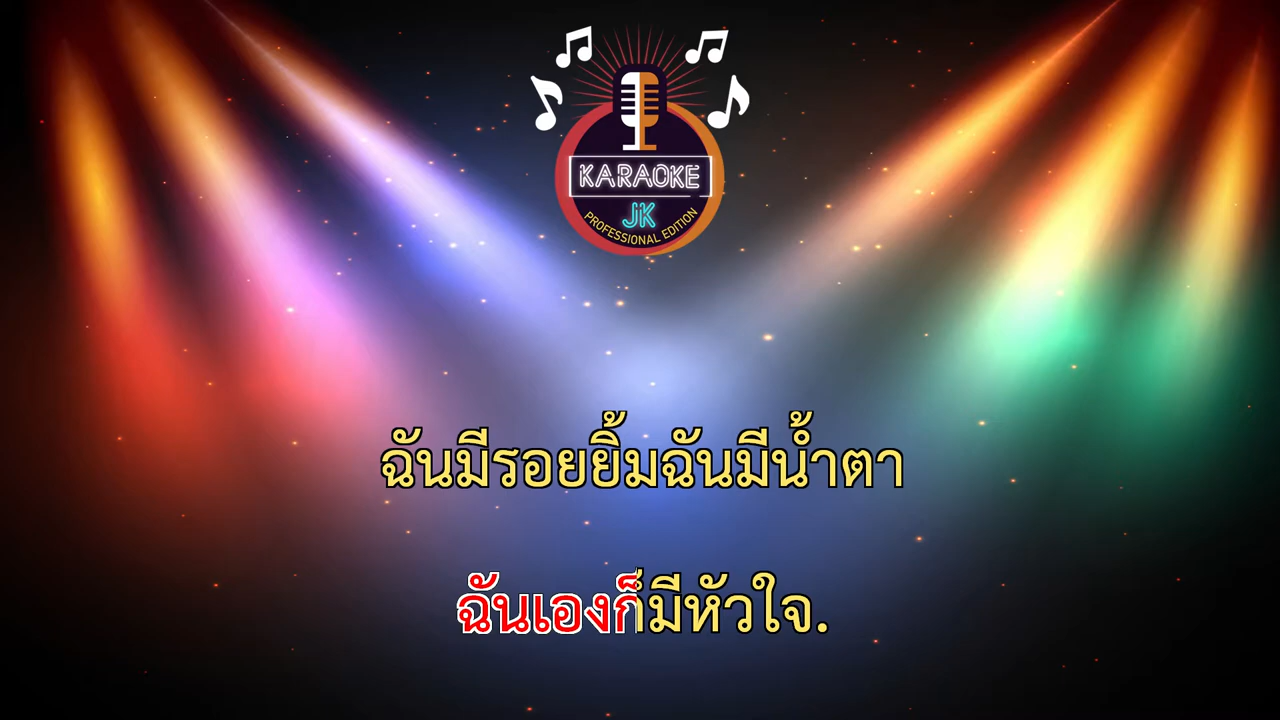 KARAOKE
JK
PROFESSIONAL EDITION
ฉันมีรอยยิ้มฉันมีน้ำตา
ฉันเองก็มีหัวใจ.